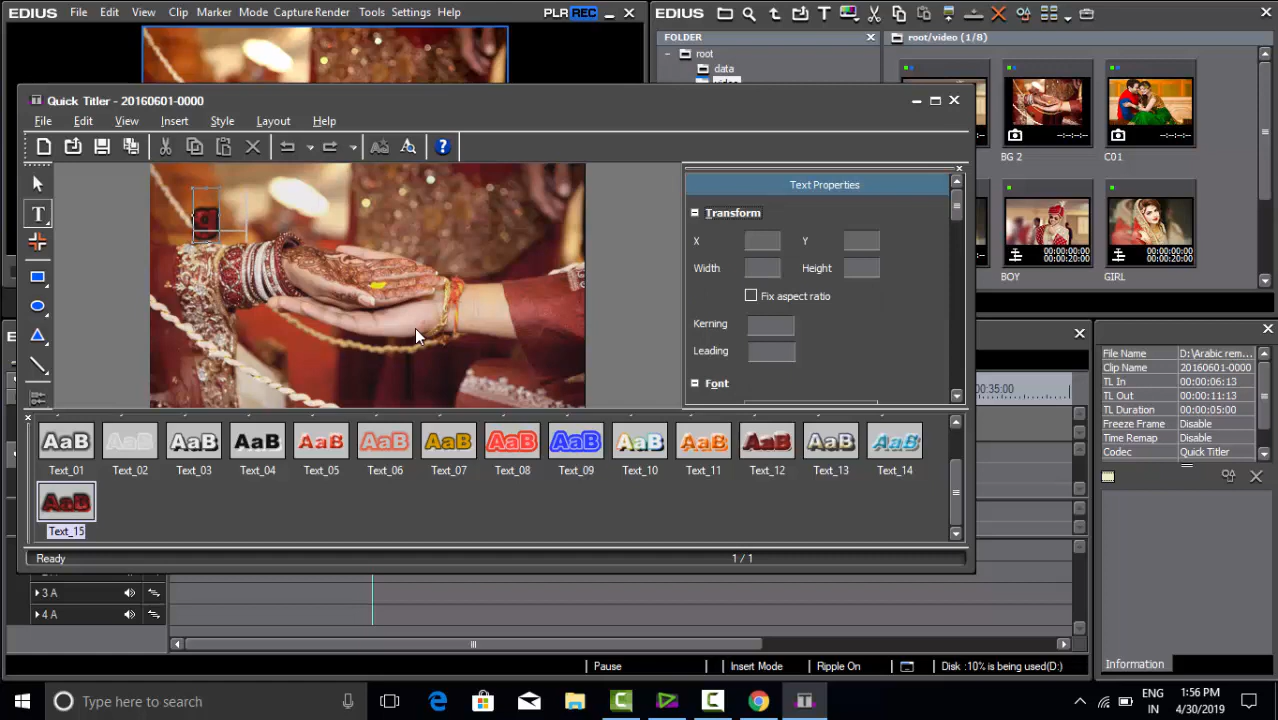 EDIUS File Edit View Clip Marker Mode Capture Render Tools Settings Help PLR REC
EDIUS
FOLDER
root/video (1/8)
root
data
BG 2
C01
BOY
00:00:00:00
00:00:20:00
GIRL
00:00:00:00
00:00:20:00
Quick Titler - 20160601-0000
File Edit View Insert Style Layout Help
Text Properties
Transform
X Y
Width Height
Fix aspect ratio
Kerning
Leading
Font
AaB AaB AaB AaB AaB AaB AaB AaB AaB AaB AaB AaB AaB AaB
Text_01 Text_02 Text_03 Text_04 Text_05 Text_06 Text_07 Text_08 Text_09 Text_10 Text_11 Text_12 Text_13 Text_14
AaB
Text_15
Ready 1 / 1
00:35:00
File Name D:\Arabic rem...
Clip Name 20160601-0000
TL In 00:00:06:13
TL Out 00:00:11:13
TL Duration 00:00:05:00
Freeze Frame Disable
Time Remap Disable
Codec Quick Titler
3 A
4 A
Pause Insert Mode Ripple On Disk :10% is being used(D:)
Information
Type here to search
ENG
IN
1:56 PM
4/30/2019